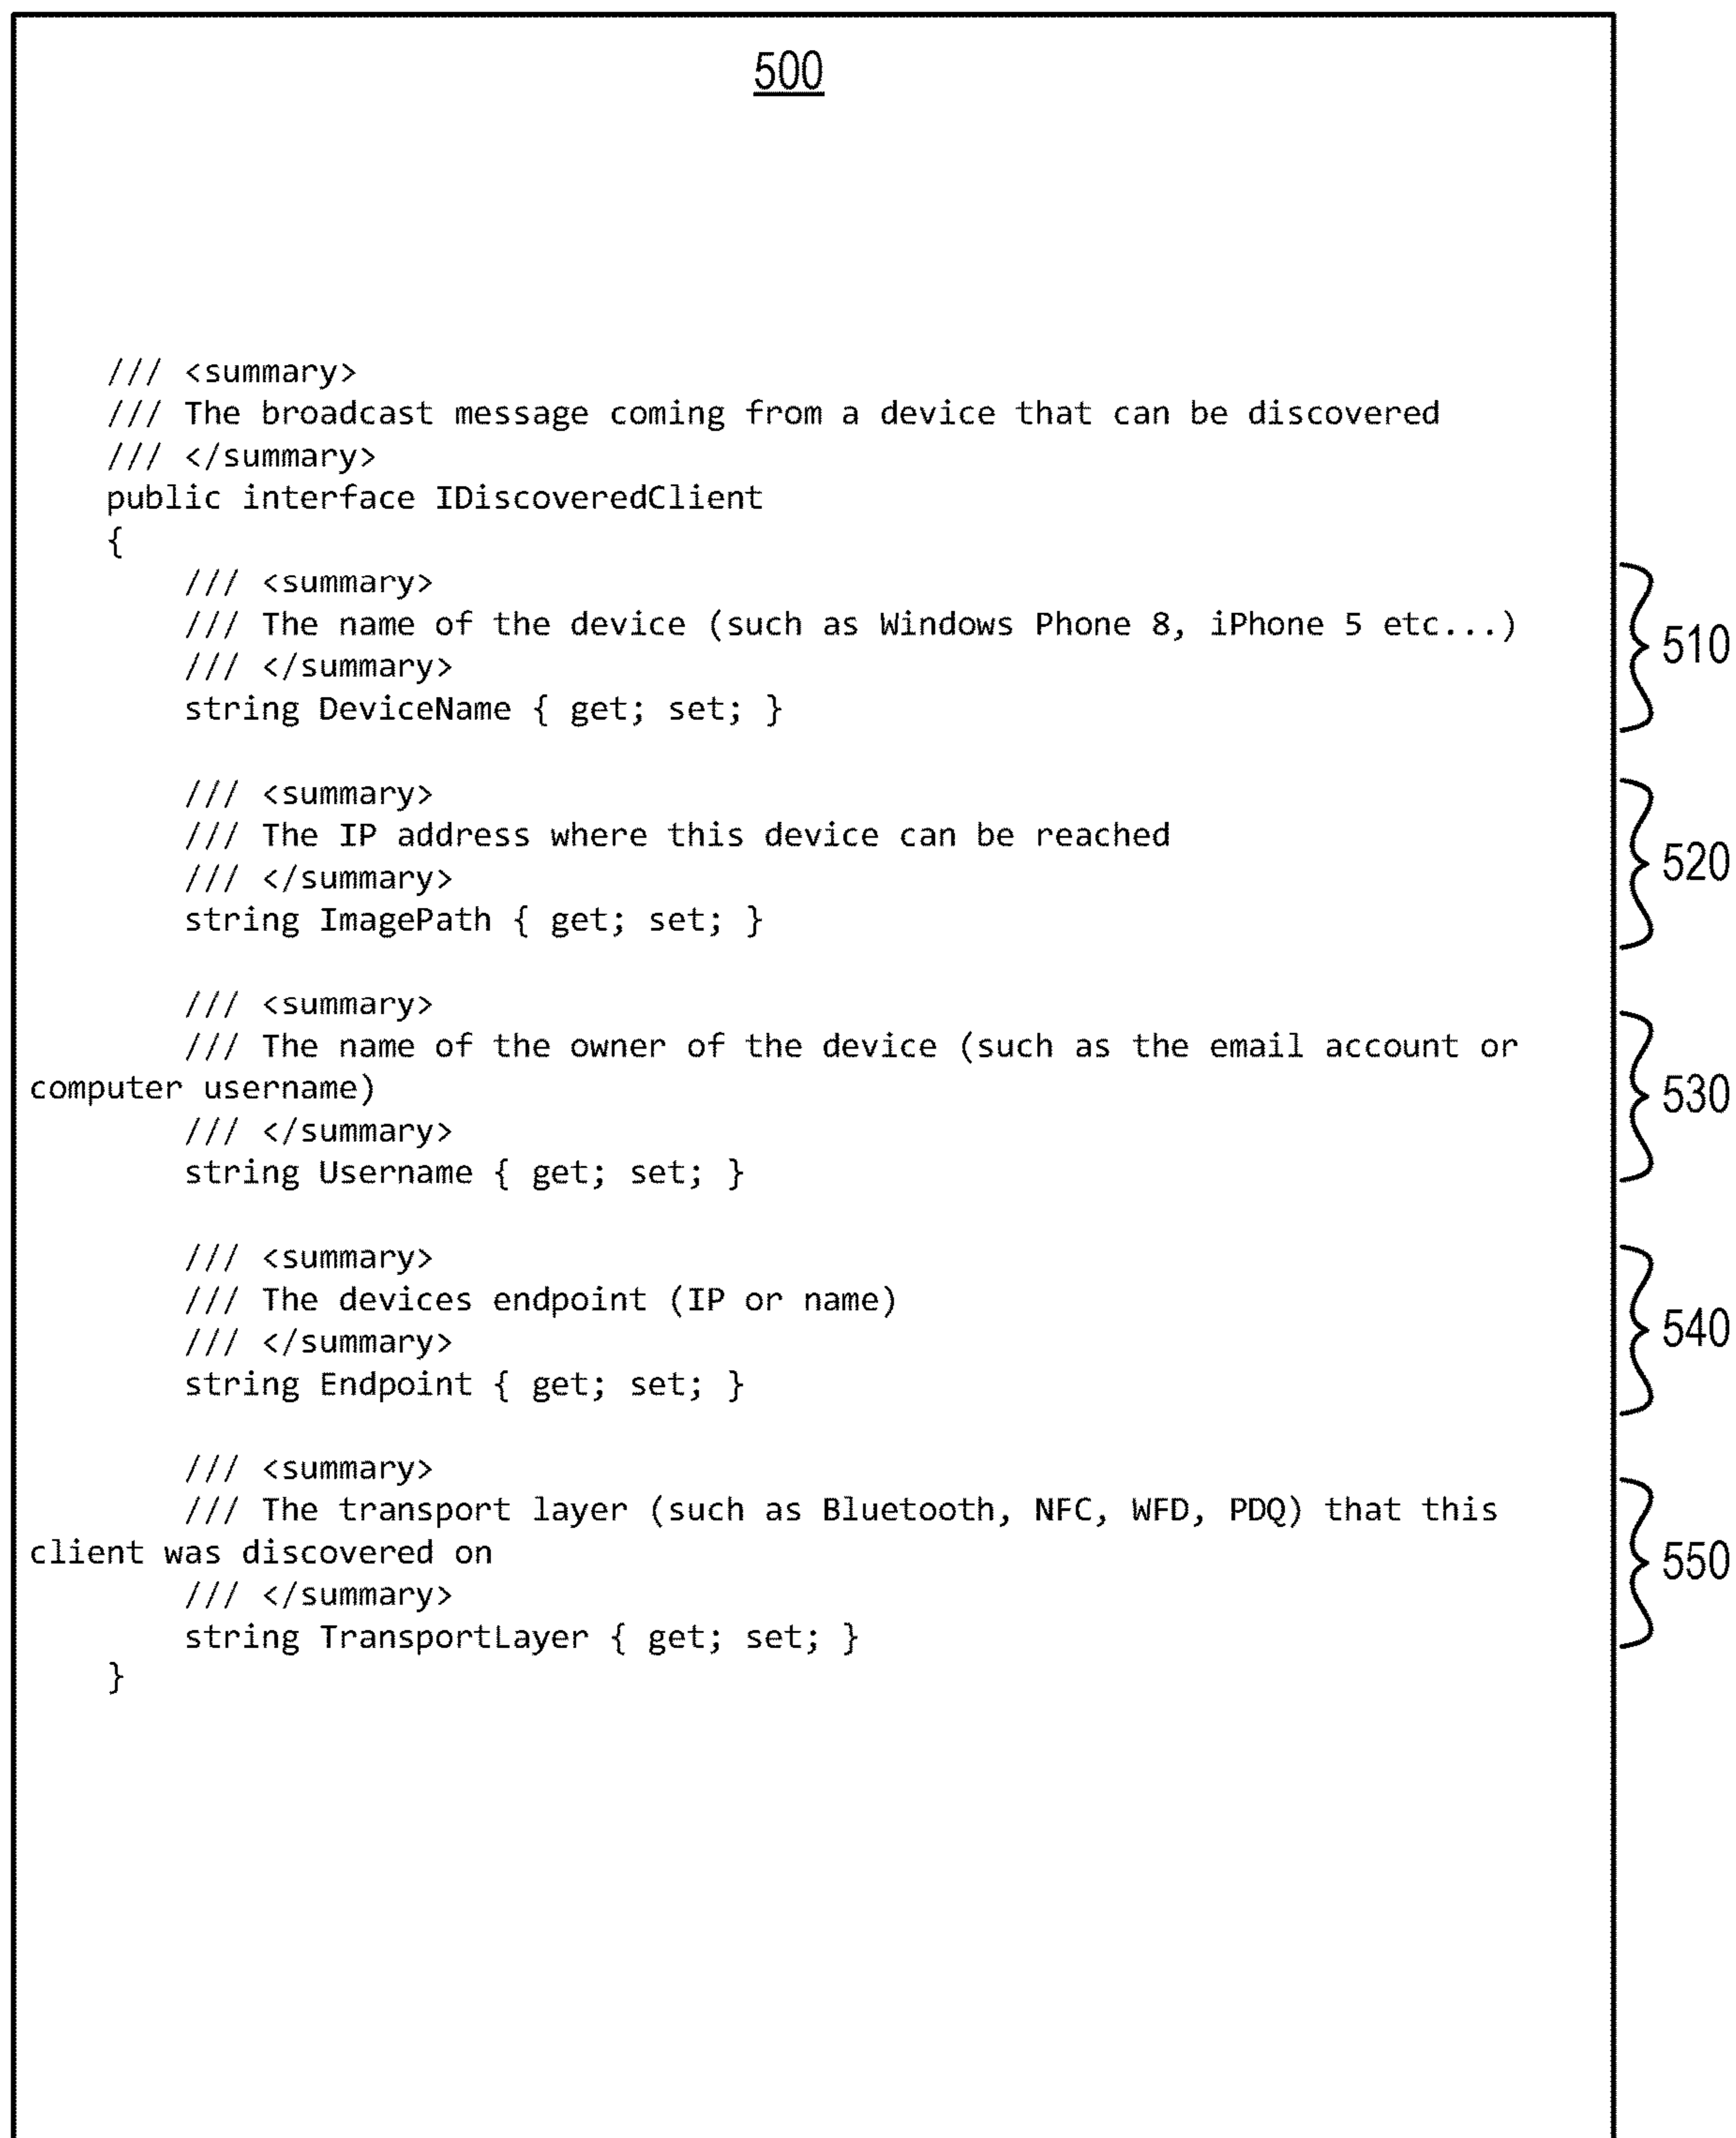 500
/// <summary>
/// The broadcast message coming from a device that can be discovered
/// </summary>
public interface IDiscoveredClient
{
/// <summary>
/// The name of the device (such as Windows Phone 8, iPhone 5 etc...)
/// </summary>
string DeviceName { get; set; }
510
/// <summary>
/// The IP address where this device can be reached
/// </summary>
string ImagePath { get; set; }
520
/// <summary>
/// The name of the owner of the device (such as the email account or
computer username)
/// </summary>
string Username { get; set; }
530
/// <summary>
/// The devices endpoint (IP or name)
/// </summary>
string Endpoint { get; set; }
540
/// <summary>
/// The transport layer (such as Bluetooth, NFC, WFD, PDQ) that this
client was discovered on
/// </summary>
string TransportLayer { get; set; }
550
}